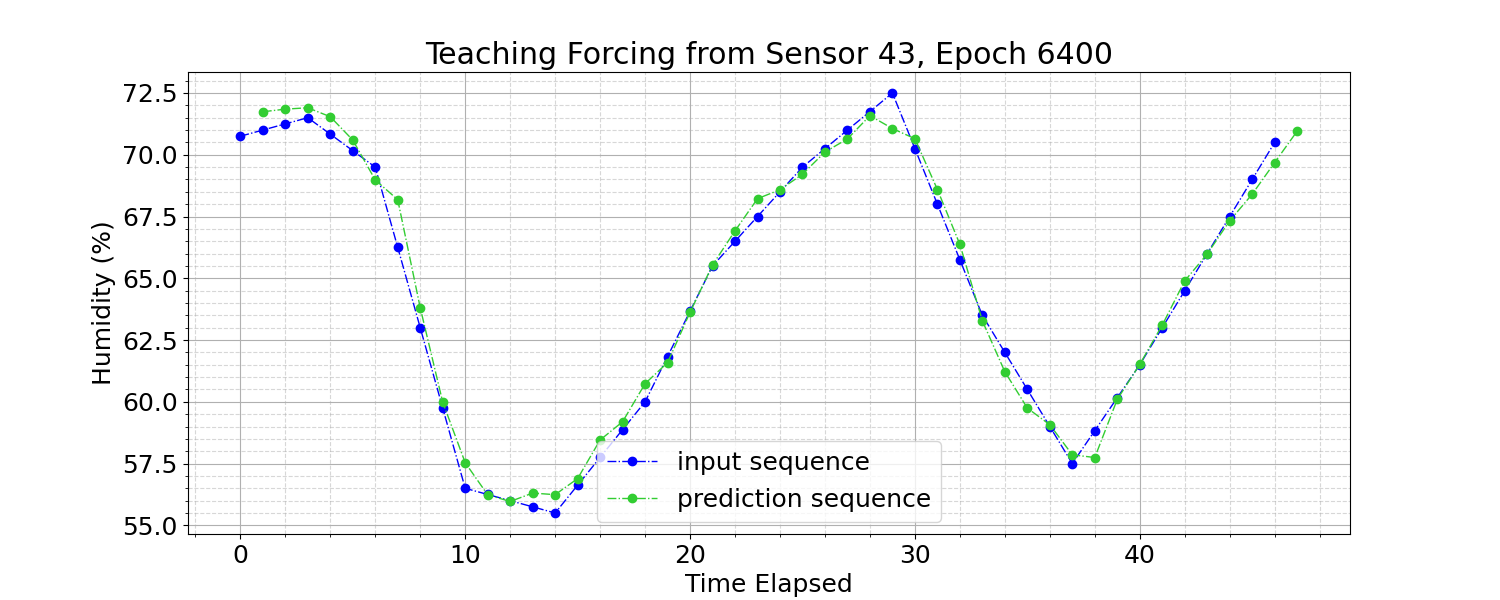 Teaching Forcing from Sensor 43, Epoch 6400
Humidity (%)
72.5
70.0
67.5
65.0
62.5
60.0
57.5
55.0
input sequence
prediction sequence
0 10 20 30 40
Time Elapsed